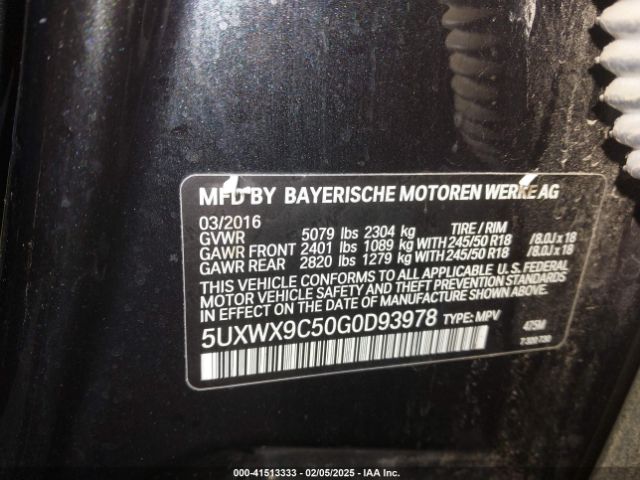 MFD BY BAYERISCHE MOTOREN WERKE AG
03/2016
GVWR 5079 lbs 2304 kg TIRE / RIM
GAWR FRONT 2401 lbs 1089 kg WITH 245/50 R18 /8.0J x 18
GAWR REAR 2820 lbs 1279 kg WITH 245/50 R18 /8.0J x 18
THIS VEHICLE CONFORMS TO ALL APPLICABLE U.S. FEDERAL
MOTOR VEHICLE SAFETY AND THEFT PREVENTION STANDARDS
IN EFFECT ON THE DATE OF MANUFACTURE SHOWN ABOVE.
5UXWX9C50G0D93978 TYPE: MPV 475M
7 320 730
000-41513333 / 02/05/2025 - IAA Inc.